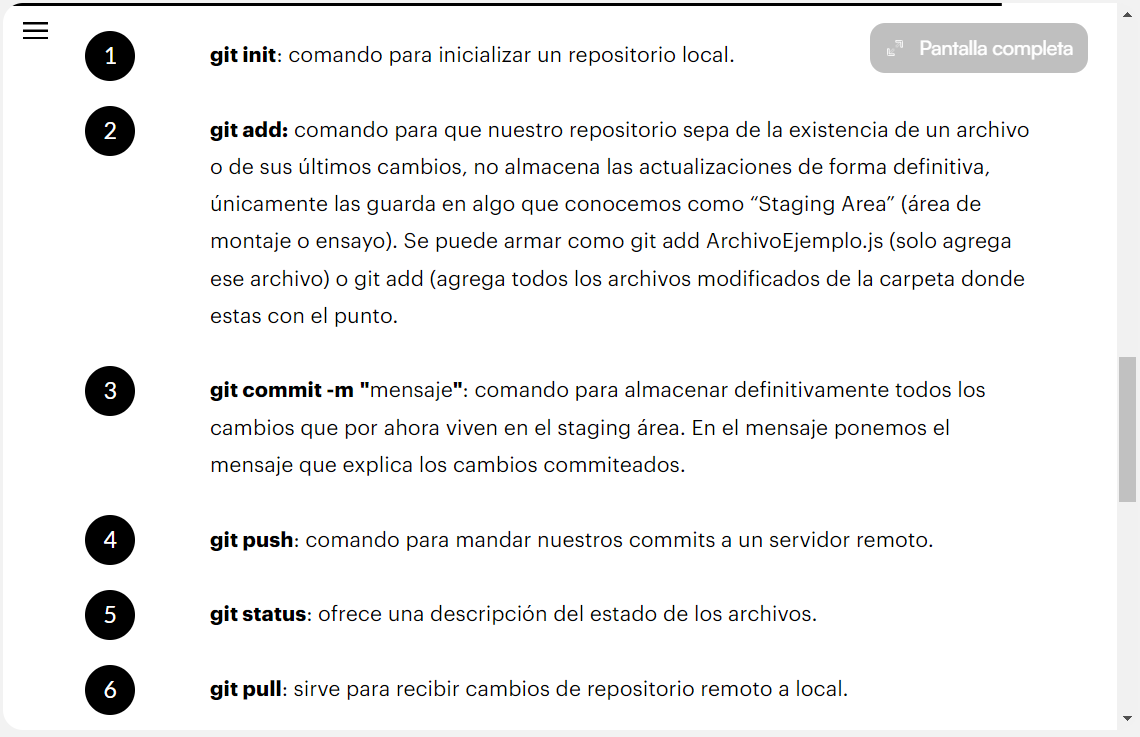 Pantalla completa
1
git init: comando para inicializar un repositorio local.
2
git add: comando para que nuestro repositorio sepa de la existencia de un archivo
o de sus últimos cambios, no almacena las actualizaciones de forma definitiva,
únicamente las guarda en algo que conocemos como “Staging Area” (área de
montaje o ensayo). Se puede armar como git add ArchivoEjemplo.js (solo agrega
ese archivo) o git add (agrega todos los archivos modificados de la carpeta donde
estas con el punto.
3
git commit -m "mensaje": comando para almacenar definitivamente todos los
cambios que por ahora viven en el staging área. En el mensaje ponemos el
mensaje que explica los cambios commiteados.
4
git push: comando para mandar nuestros commits a un servidor remoto.
5
git status: ofrece una descripción del estado de los archivos.
6
git pull: sirve para recibir cambios de repositorio remoto a local.